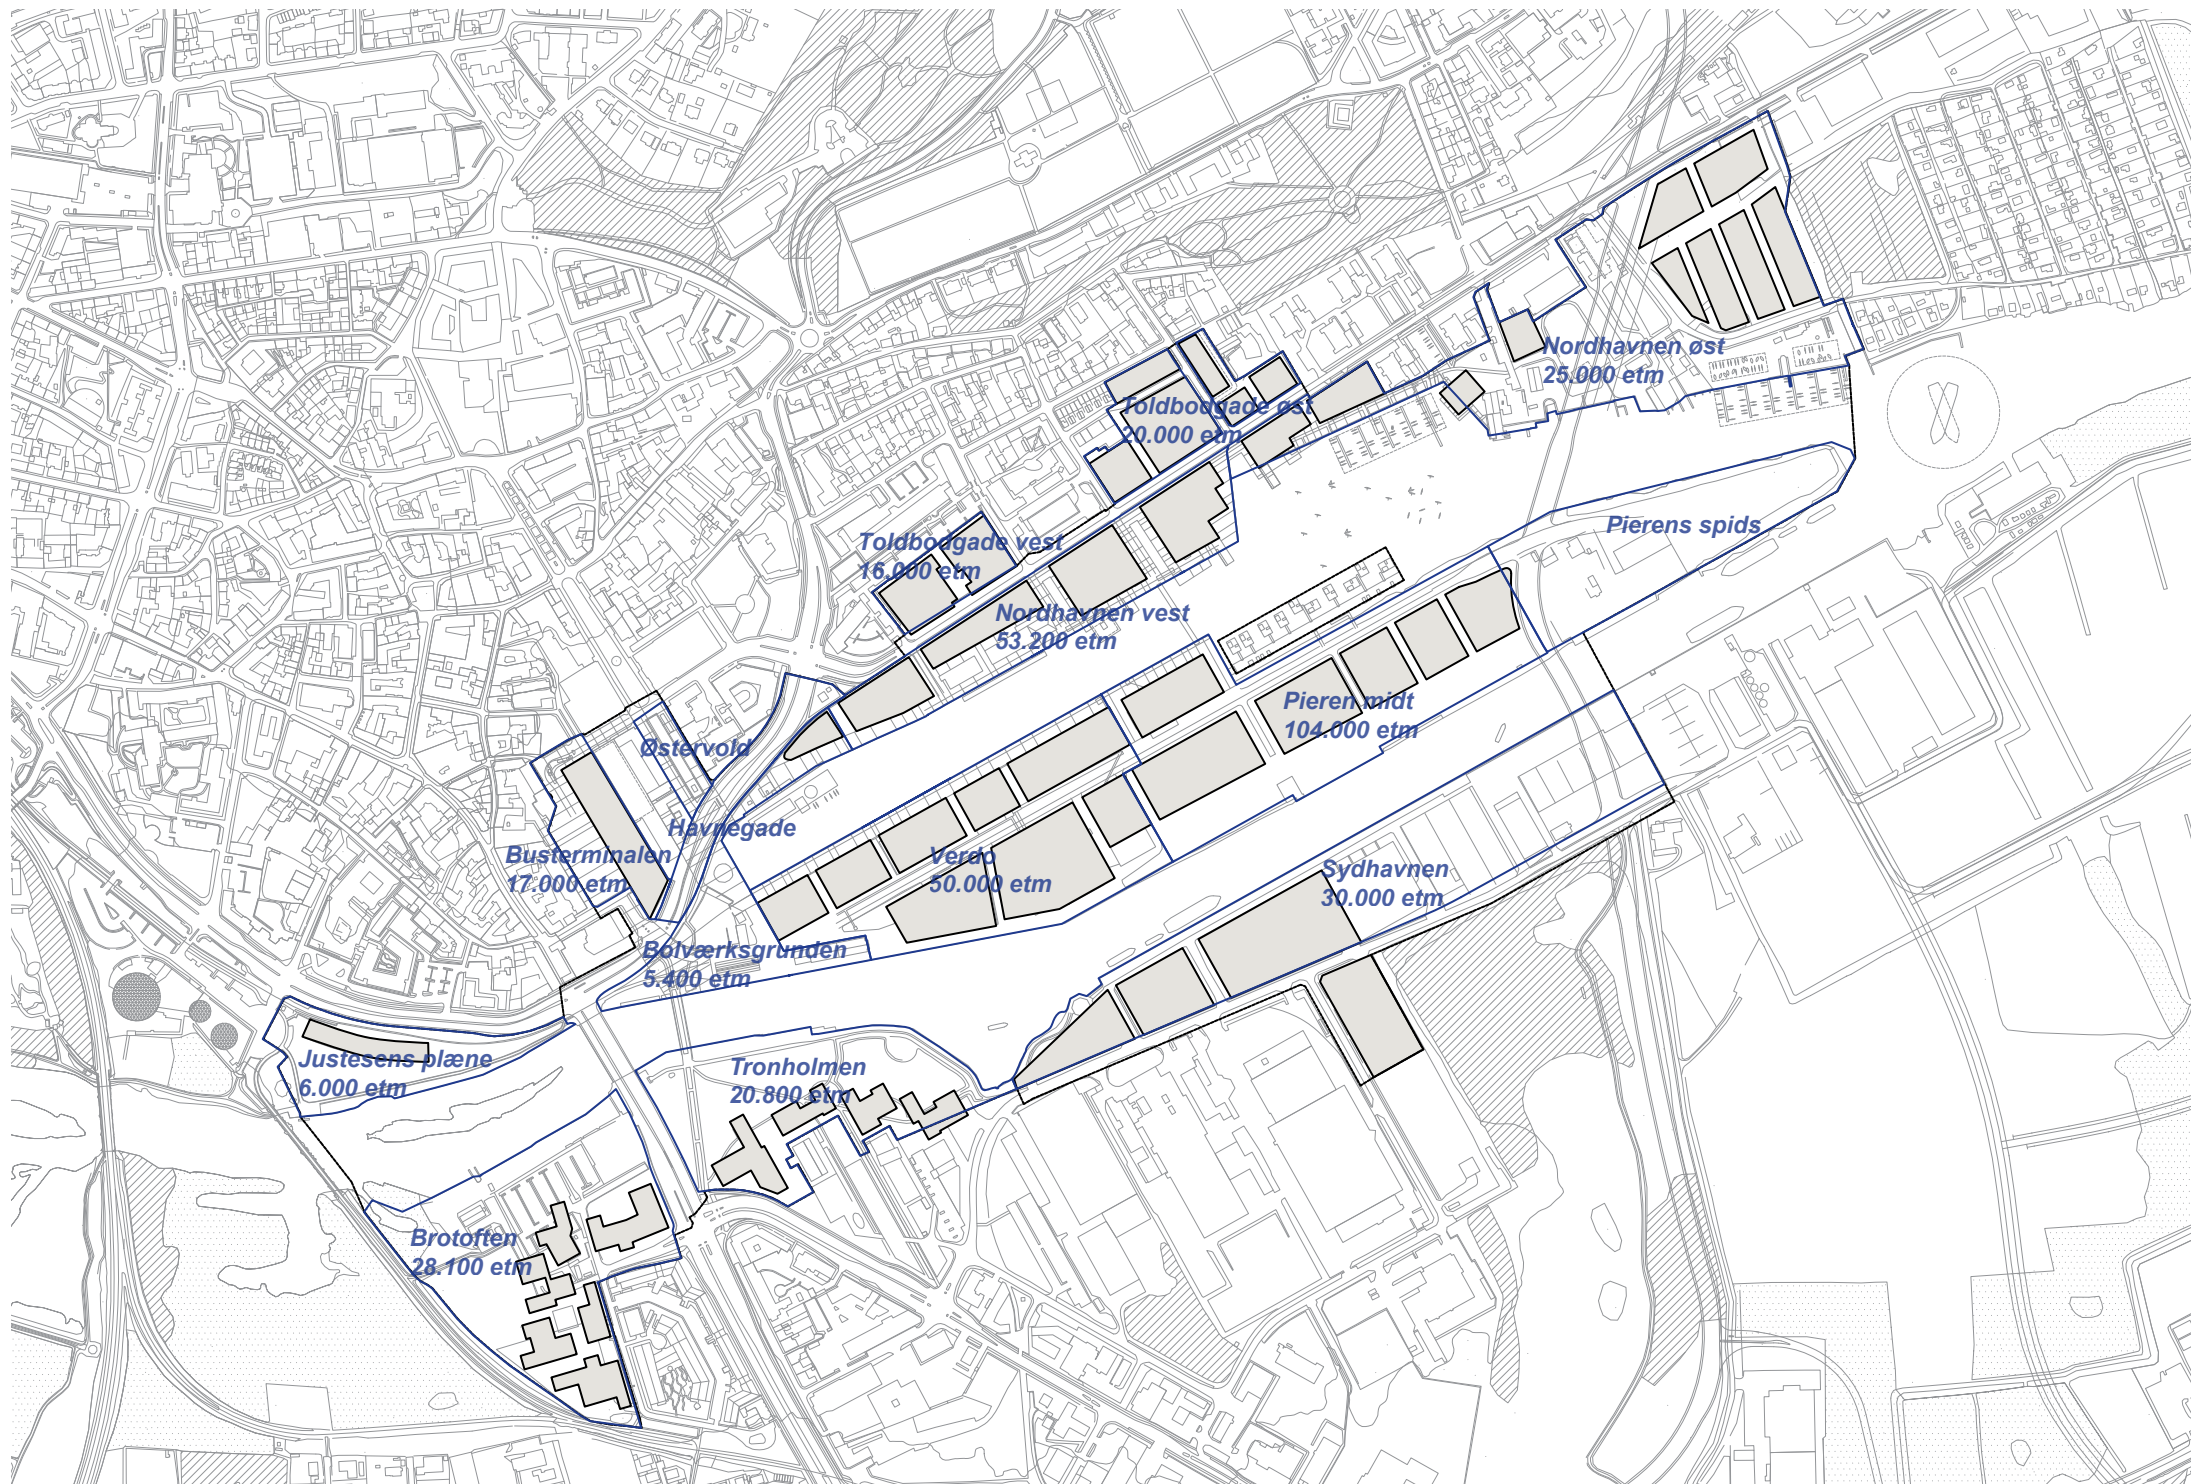 Nordhavnen øst
25.000 etm
Toldbodgade øst
20.000 etm
Pierens spids
Toldbodgade vest
16.000 etm
Nordhavnen vest
53.200 etm
Pieren midt
104.000 etm
Østervold
Havnegade
Busterminalen
17.000 etm
Verdo
50.000 etm
Sydhavnen
30.000 etm
Bolværksgrunden
5.400 etm
Justesens plæne
6.000 etm
Tronholmen
20.800 etm
Brotoften
28.100 etm